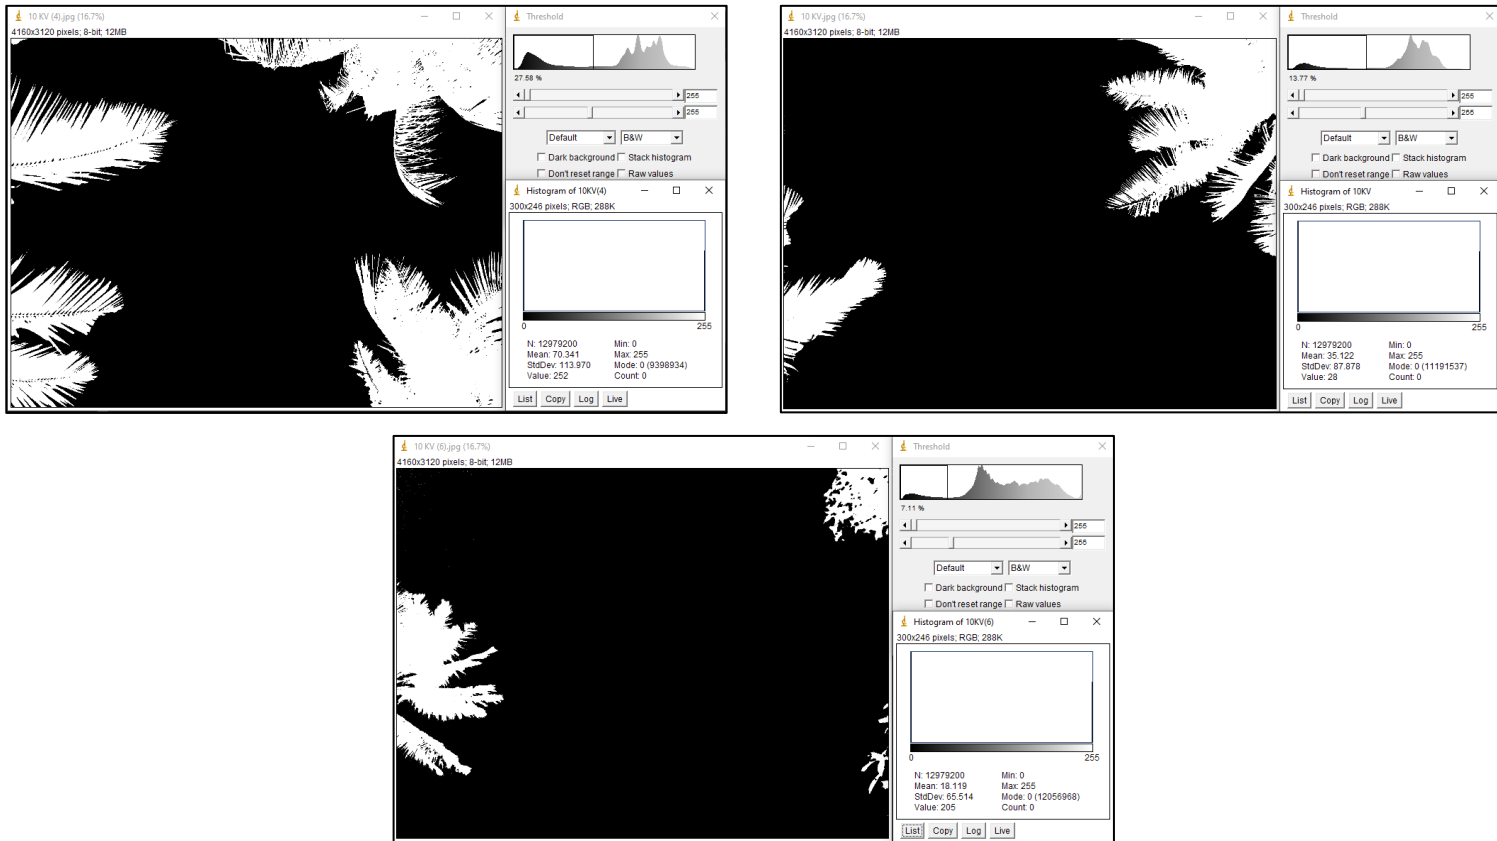 10 KV (4).jpg (16.7%)
4160x3120 pixels; 8-bit; 12MB
Threshold
27.58 %
255
255
Default B&W
Dark background Stack histogram
Don't reset range Raw values
Histogram of 10KV(4)
300x246 pixels; RGB; 288K
0 255
N: 12979200 Min: 0
Mean: 70.341 Max: 255
StdDev: 113.970 Mode: 0 (9398934)
Value: 252 Count: 0
List Copy Log Live
10 KV.jpg (16.7%)
4160x3120 pixels; 8-bit; 12MB
Threshold
13.77 %
255
255
Default B&W
Dark background Stack histogram
Don't reset range Raw values
Histogram of 10KV
300x246 pixels; RGB; 288K
0 255
N: 12979200 Min: 0
Mean: 35.122 Max: 255
StdDev: 87.878 Mode: 0 (11191537)
Value: 28 Count: 0
List Copy Log Live
10 KV (6).jpg (16.7%)
4160x3120 pixels; 8-bit; 12MB
Threshold
7.11 %
255
255
Default B&W
Dark background Stack histogram
Don't reset range Raw values
Histogram of 10KV(6)
300x246 pixels; RGB; 288K
0 255
N: 12979200 Min: 0
Mean: 18.119 Max: 255
StdDev: 65.514 Mode: 0 (12056968)
Value: 205 Count: 0
List Copy Log Live